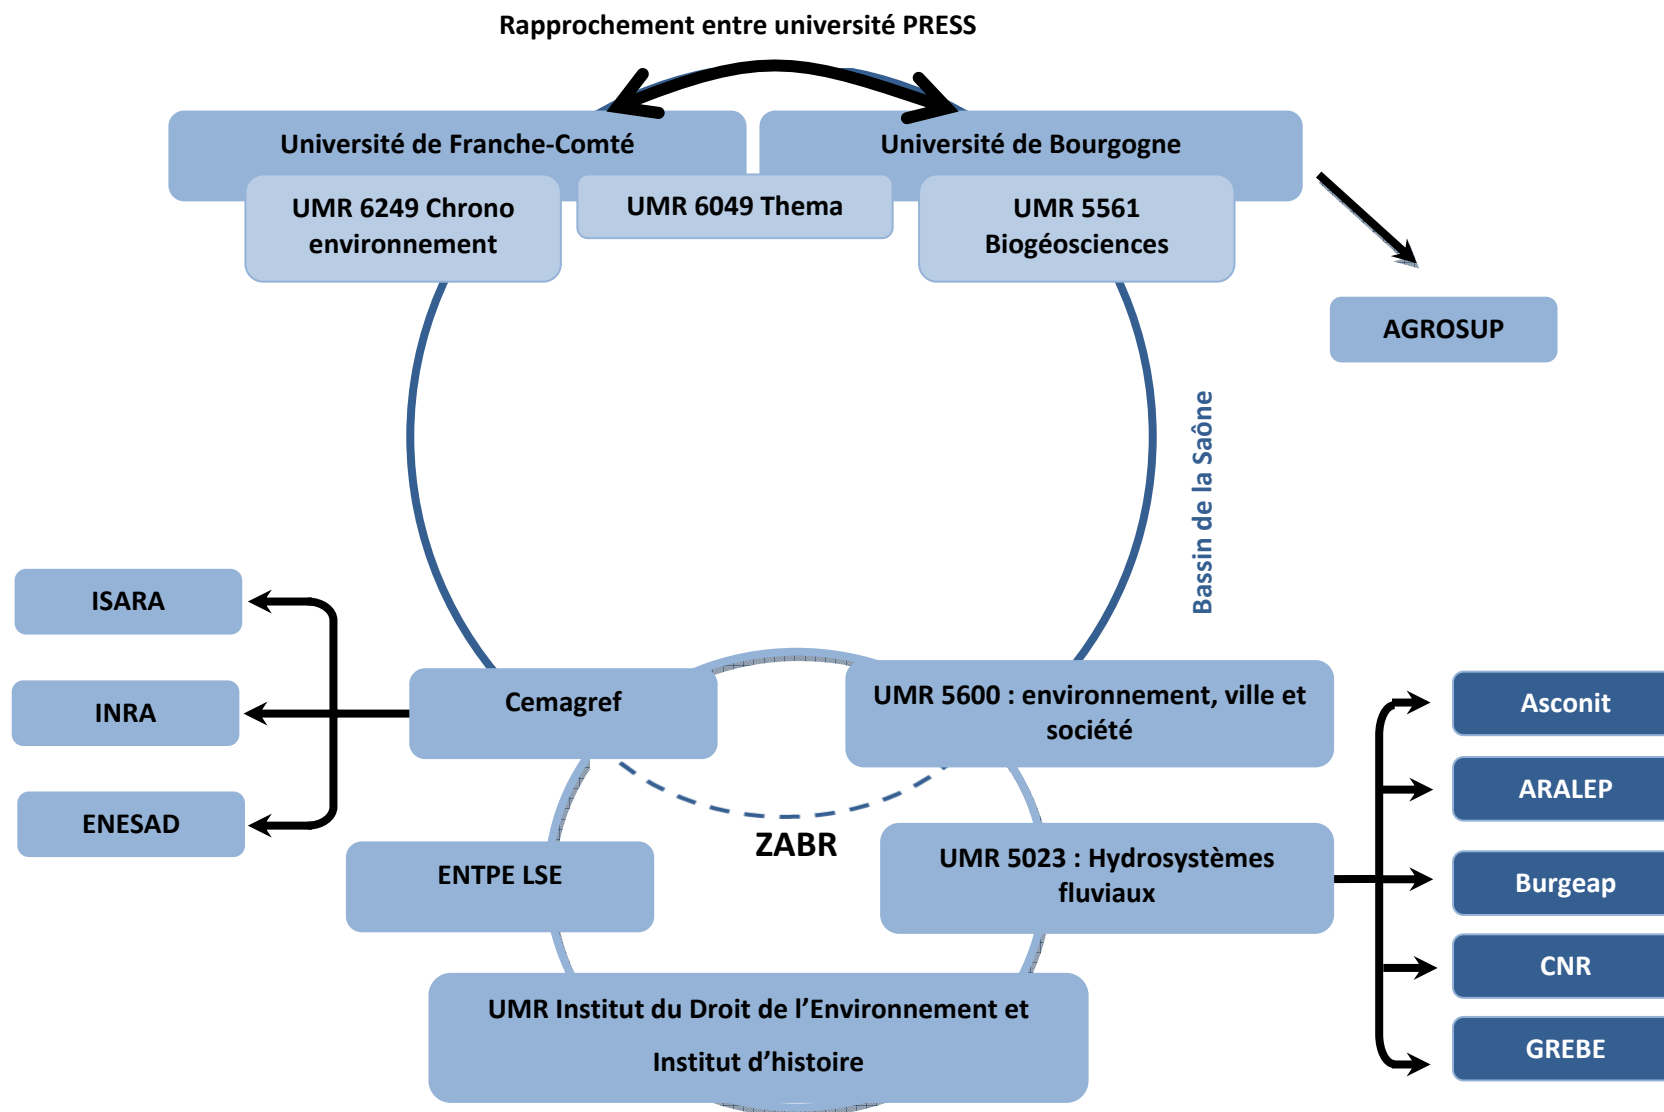 Rapprochement entre université PRESS
Université de Franche-Comté
Université de Bourgogne
UMR 6249 Chrono
environnement
UMR 6049 Thema
UMR 5561
Biogéosciences
AGROSUP
Bassin de la Saône
ISARA
INRA
ENESAD
Cemagref
UMR 5600 : environnement, ville et
société
ZABR
ENTPE LSE
UMR 5023 : Hydrosystèmes
fluviaux
UMR Institut du Droit de l’Environnement et
Institut d’histoire
Asconit
ARALEP
Burgeap
CNR
GREBE